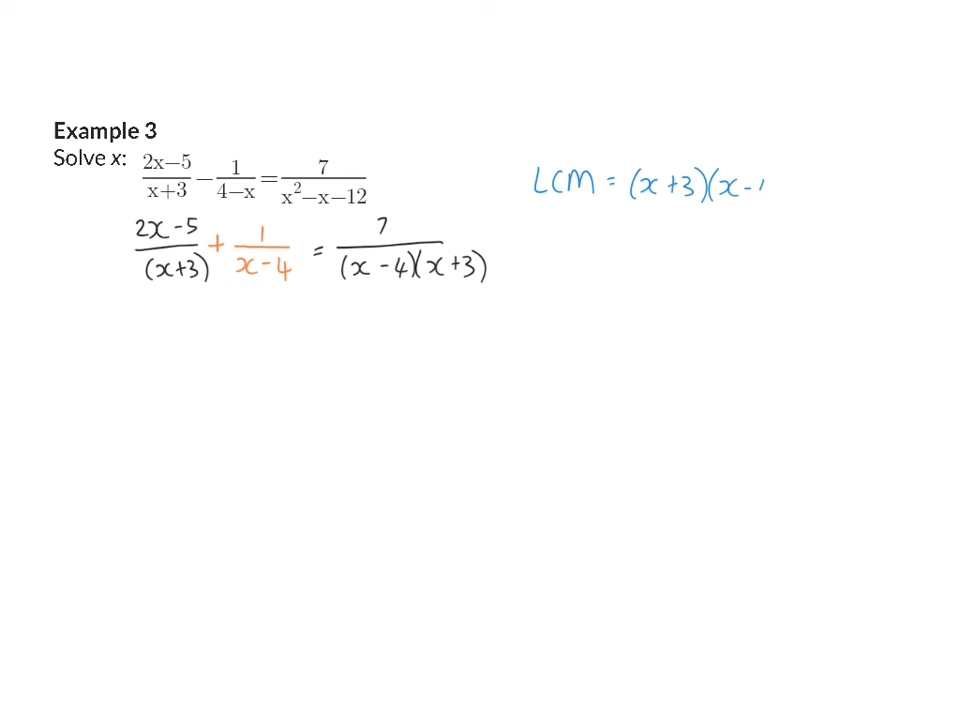 Example 3
Solve x: (2x−5)/(x+3) − 1/(4−x) = 7/(x²−x−12)
LCM = (x+3)(x-
(2x-5)/((x+3)) + 1/(x-4) = 7/((x-4)(x+3))